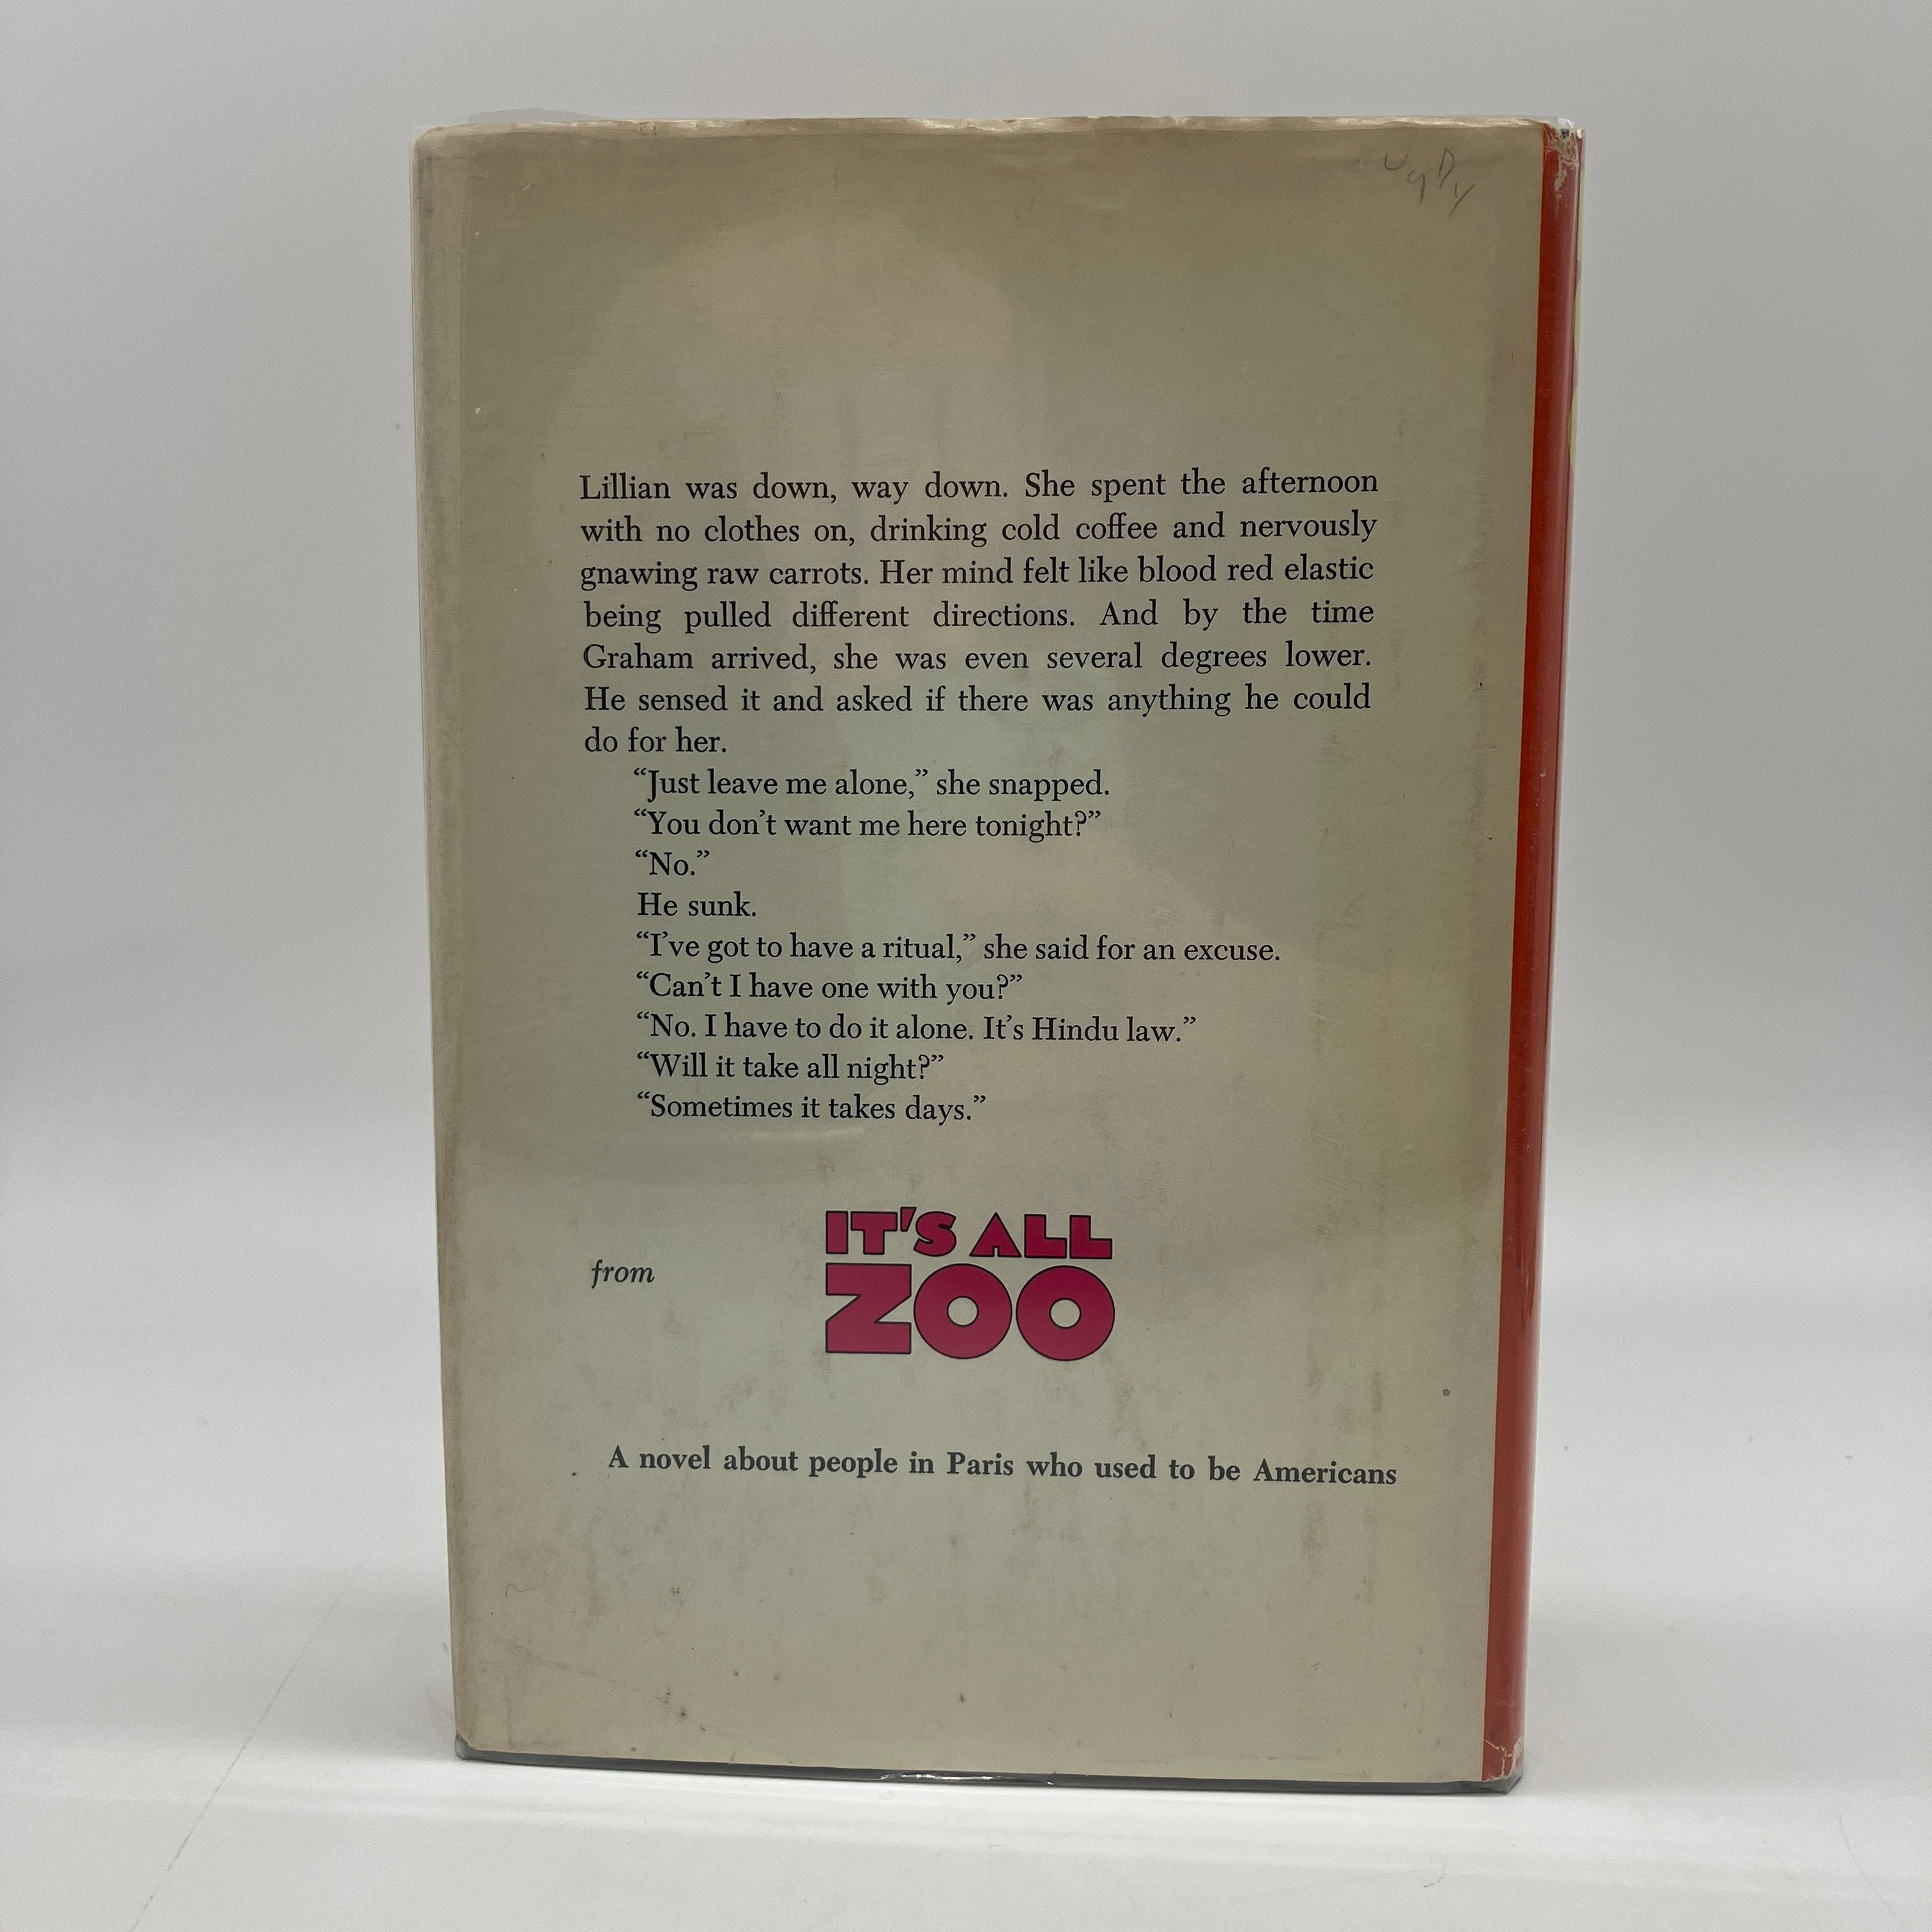 Lillian was down, way down. She spent the afternoon
with no clothes on, drinking cold coffee and nervously
gnawing raw carrots. Her mind felt like blood red elastic
being pulled different directions. And by the time
Graham arrived, she was even several degrees lower.
He sensed it and asked if there was anything he could
do for her.
“Just leave me alone,” she snapped.
“You don’t want me here tonight?”
“No.”
He sunk.
“I’ve got to have a ritual,” she said for an excuse.
“Can’t I have one with you?”
“No. I have to do it alone. It’s Hindu law.”
“Will it take all night?”
“Sometimes it takes days.”
from
IT'S ALL
ZOO
A novel about people in Paris who used to be Americans